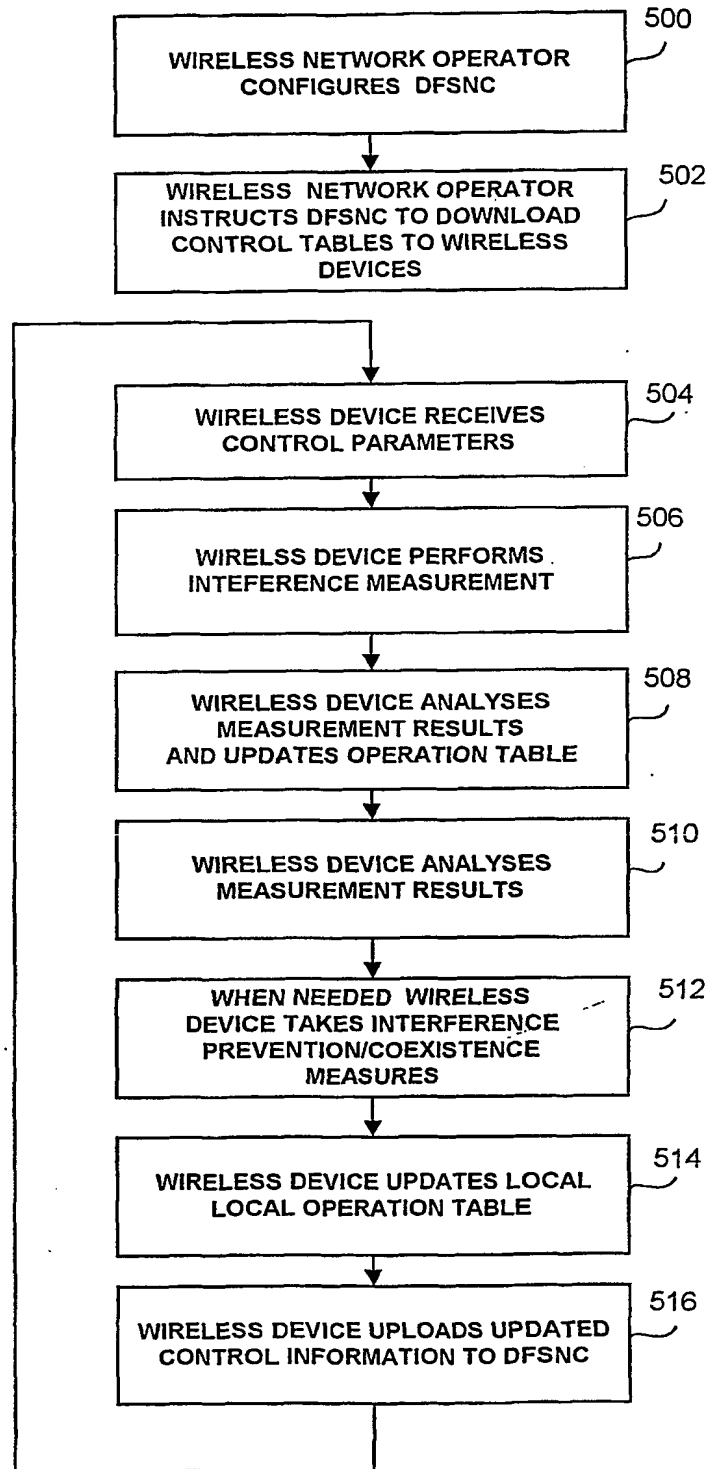 500
WIRELESS NETWORK OPERATOR
CONFIGURES DFSNC
502
WIRELESS NETWORK OPERATOR
INSTRUCTS DFSNC TO DOWNLOAD
CONTROL TABLES TO WIRELESS
DEVICES
504
WIRELESS DEVICE RECEIVES
CONTROL PARAMETERS
506
WIRELSS DEVICE PERFORMS
INTEFERENCE MEASUREMENT
508
WIRELESS DEVICE ANALYSES
MEASUREMENT RESULTS
AND UPDATES OPERATION TABLE
510
WIRELESS DEVICE ANALYSES
MEASUREMENT RESULTS
512
WHEN NEEDED WIRELESS
DEVICE TAKES INTERFERENCE
PREVENTION/COEXISTENCE
MEASURES
514
WIRELESS DEVICE UPDATES LOCAL
LOCAL OPERATION TABLE
516
WIRELESS DEVICE UPLOADS UPDATED
CONTROL INFORMATION TO DFSNC